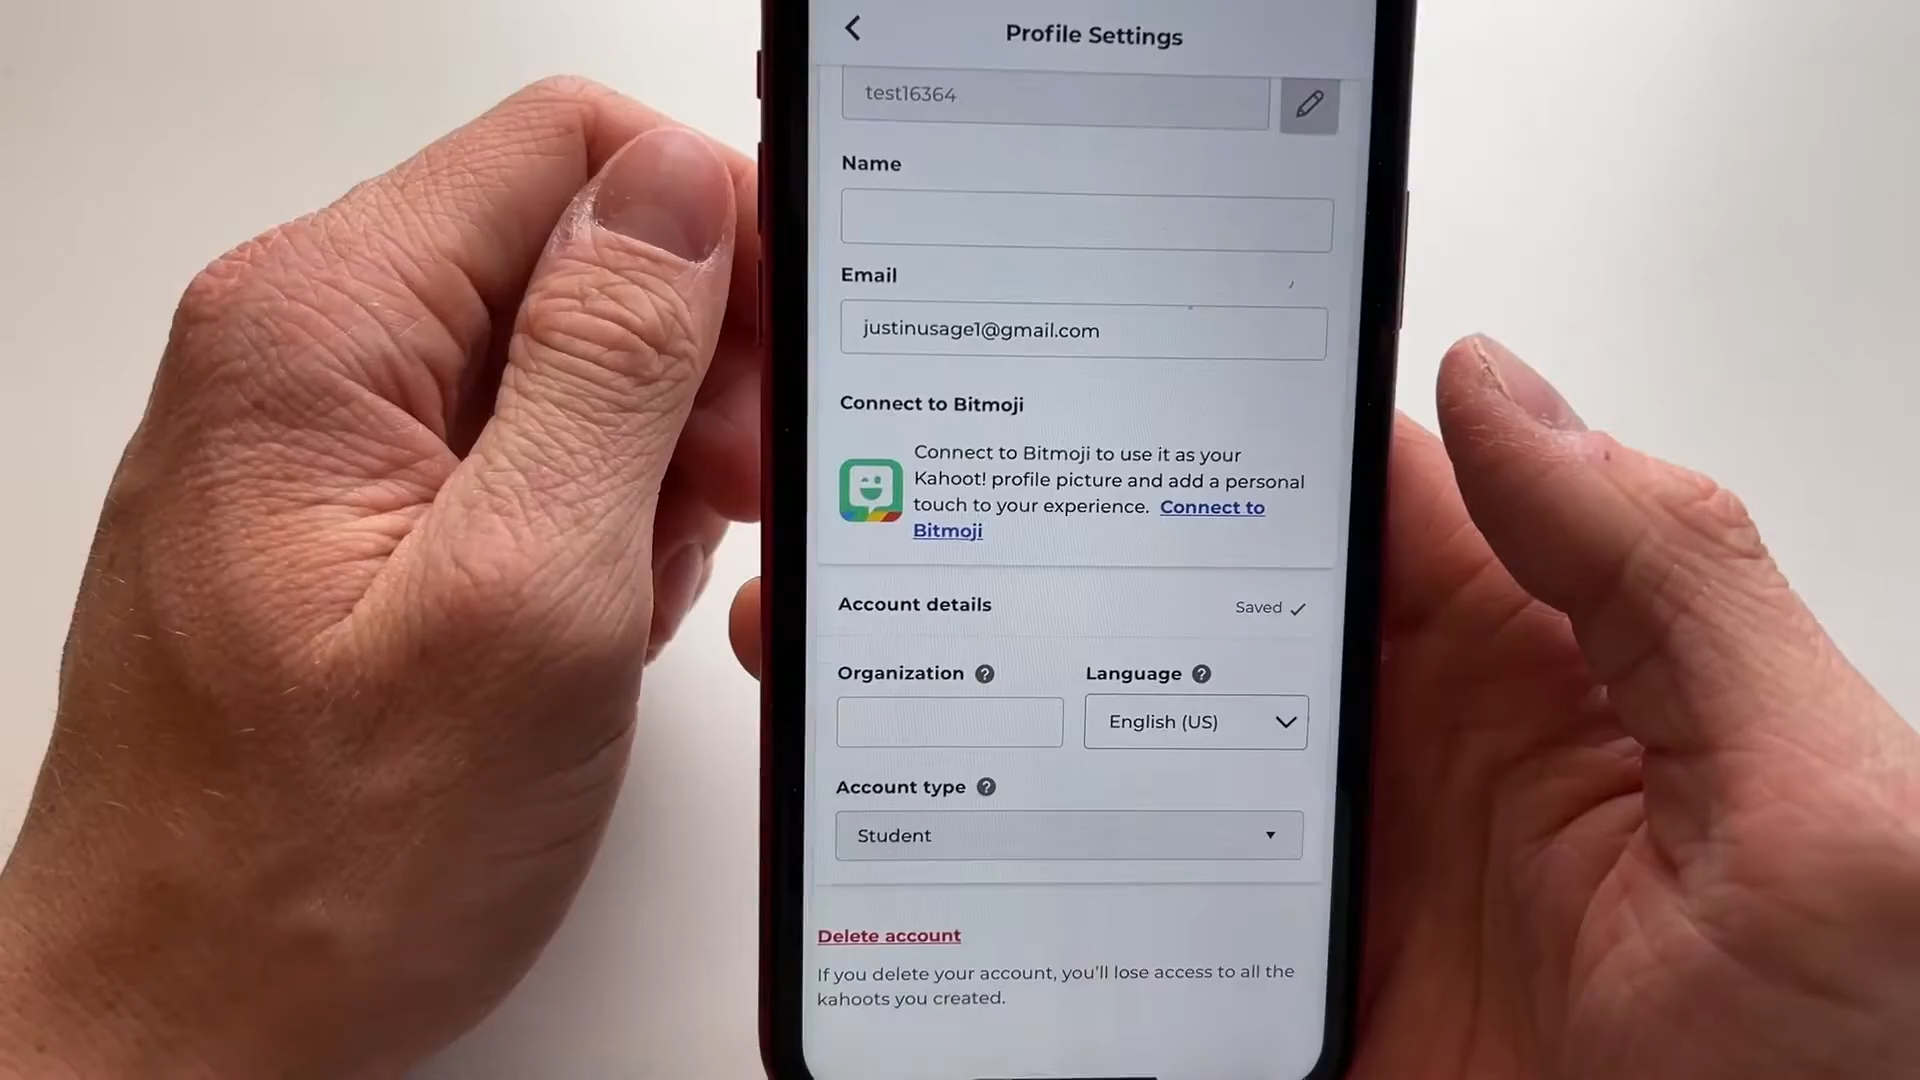 Profile Settings
test16364
Name
Email
justinusage1@gmail.com
Connect to Bitmoji
Connect to Bitmoji to use it as your
Kahoot! profile picture and add a personal
touch to your experience. Connect to
Bitmoji
Account details
Saved
Organization ?
Language ?
English (US)
Account type ?
Student
Delete account
If you delete your account, you'll lose access to all the
kahoots you created.